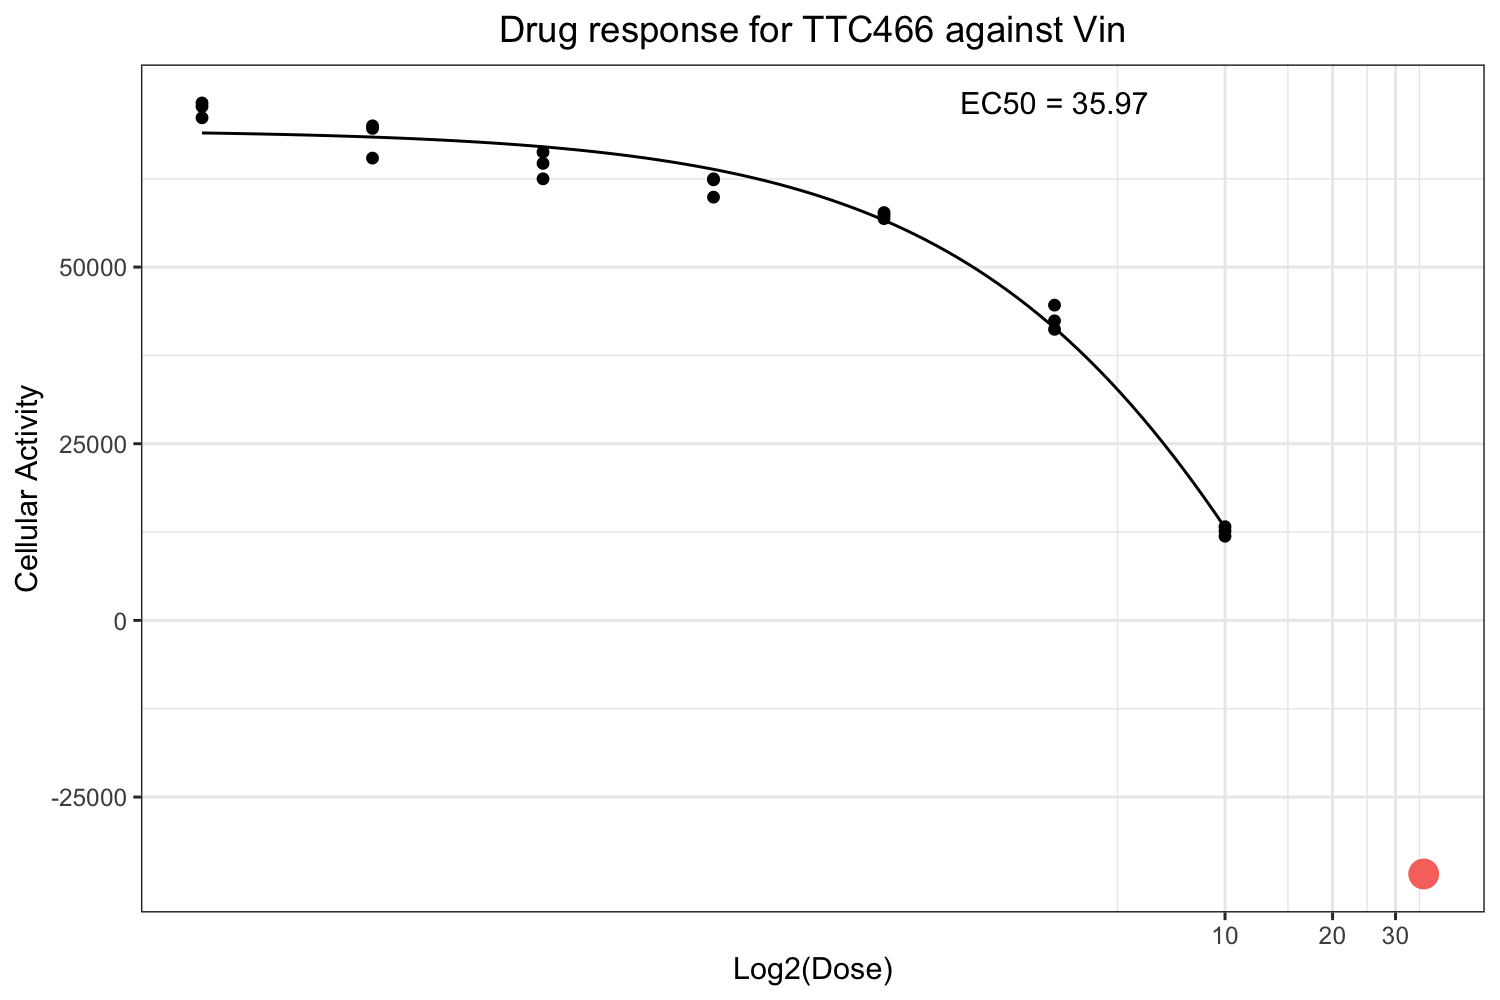 Drug response for TTC466 against Vin
EC50 = 35.97
50000
25000
0
-25000
Cellular Activity
10 20 30
Log2(Dose)